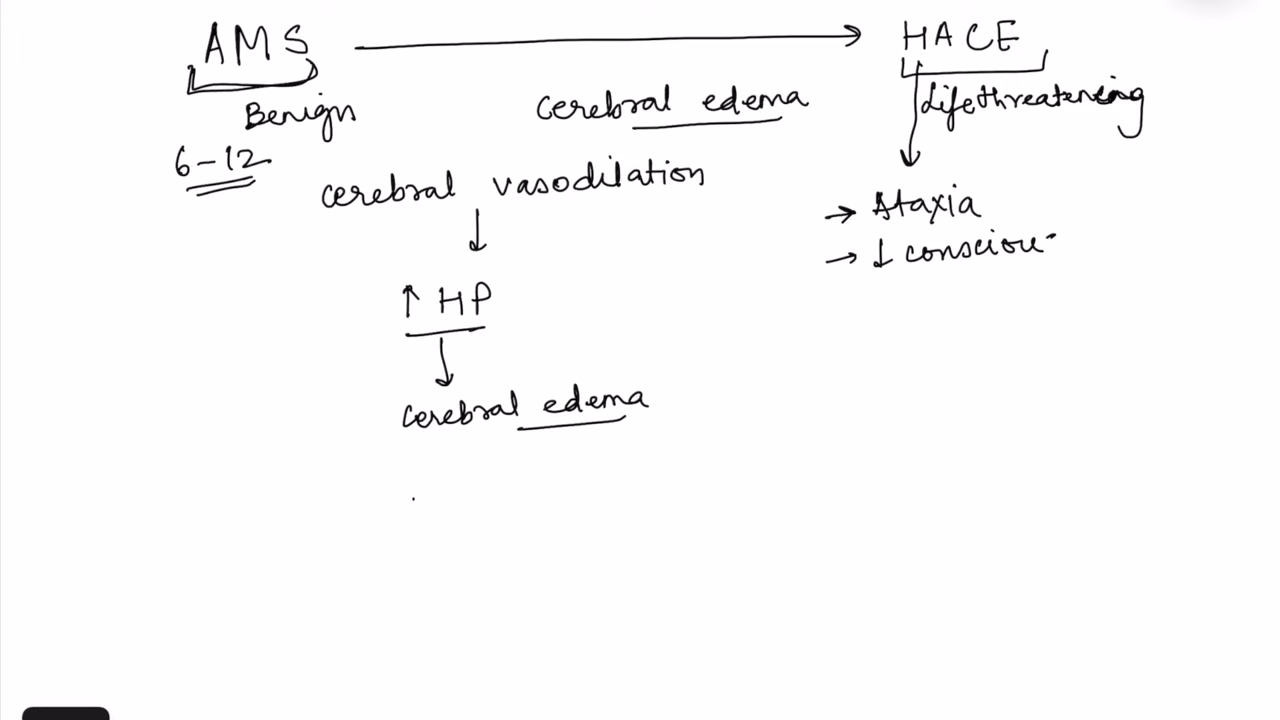 AMS → HACE
Benign
cerebral edema
Lifethreatening
6-12
cerebral vasodilation
↓
→ Ataxia
→ ↓ consciou-
↑ HP
↓
cerebral edema